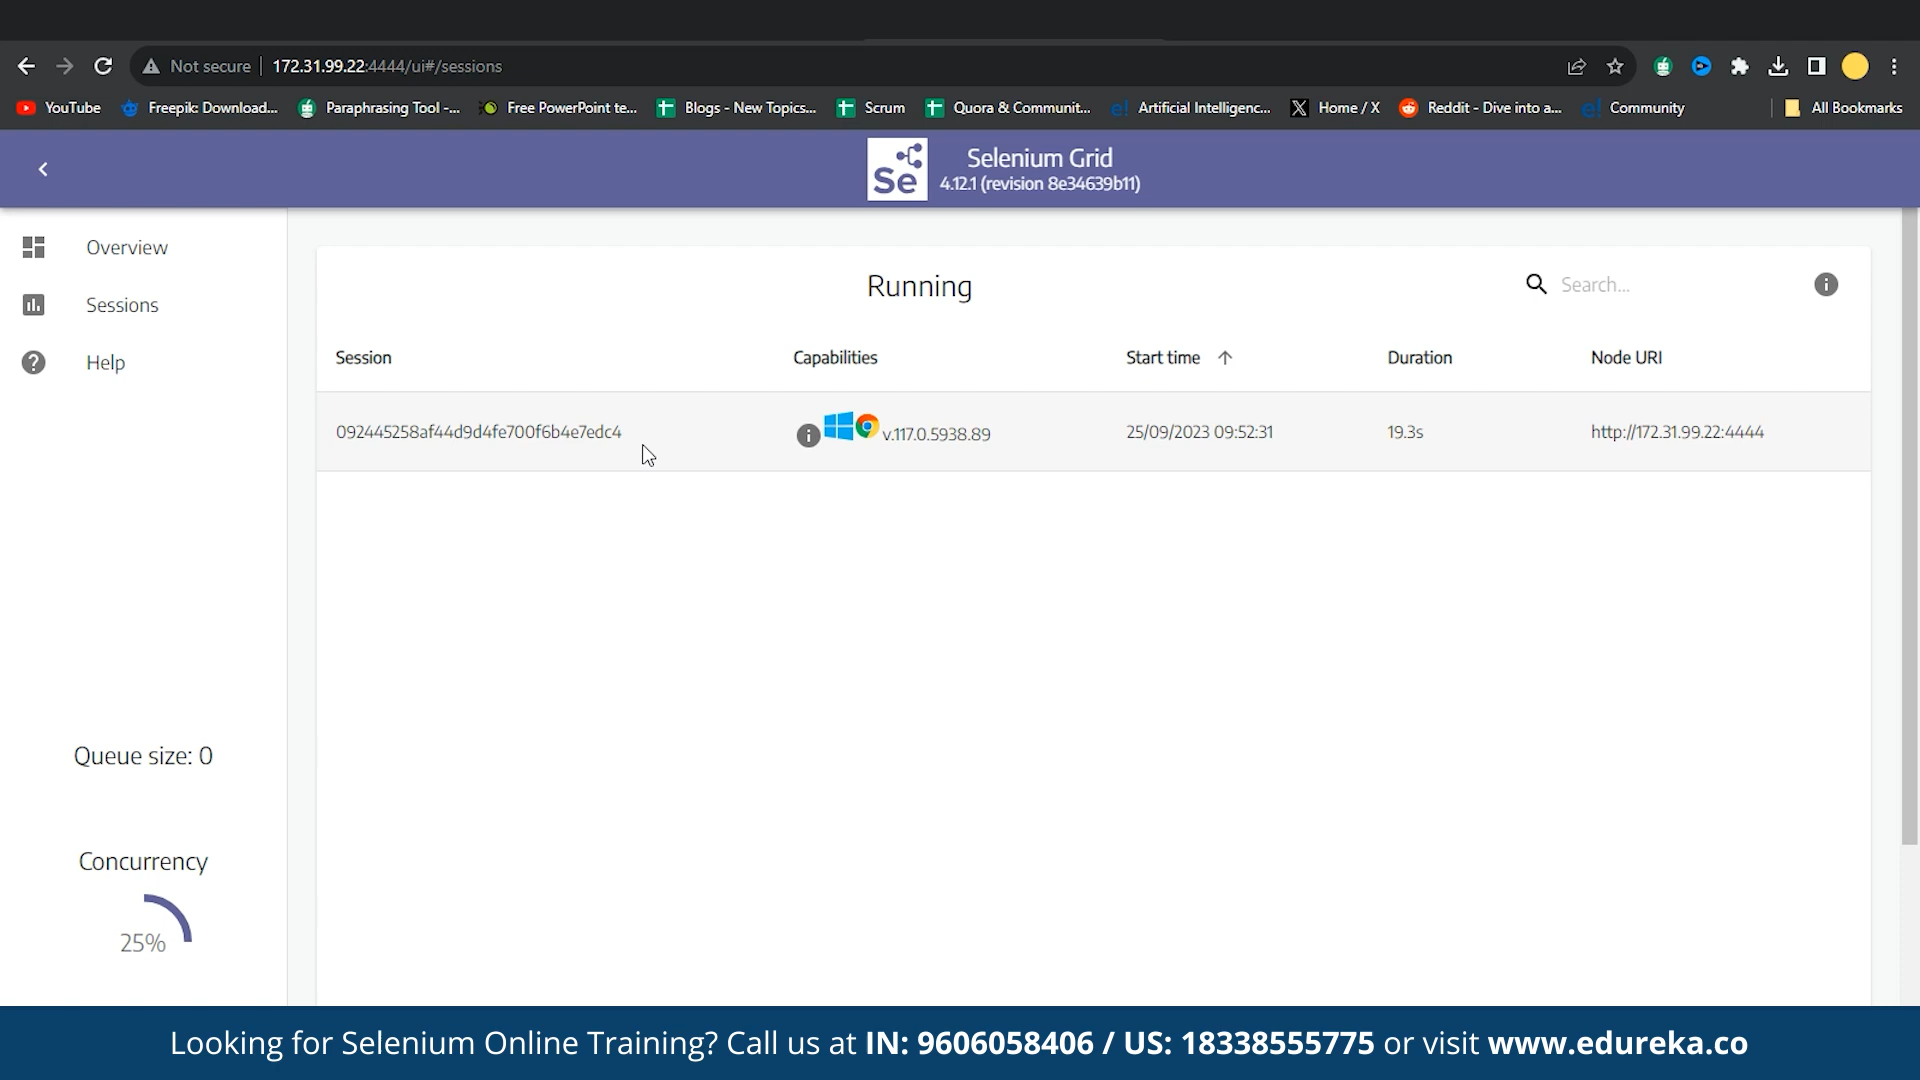 Not secure 172.31.99.22:4444/ui#/sessions
YouTube Freepik: Download... Paraphrasing Tool -... Free PowerPoint te... Blogs - New Topics... Scrum Quora & Communit... Artificial Intelligenc... Home / X Reddit - Dive into a... Community All Bookmarks
Se
Selenium Grid
4.12.1 (revision 8e34639b11)
Overview
Sessions
Help
Running
Search...
Session Capabilities Start time Duration Node URI
092445258af44d9d4fe700f6b4e7edc4 v.117.0.5938.89 25/09/2023 09:52:31 19.3s http://172.31.99.22:4444
Queue size: 0
Concurrency
25%
Looking for Selenium Online Training? Call us at IN: 9606058406 / US: 18338555775 or visit www.edureka.co